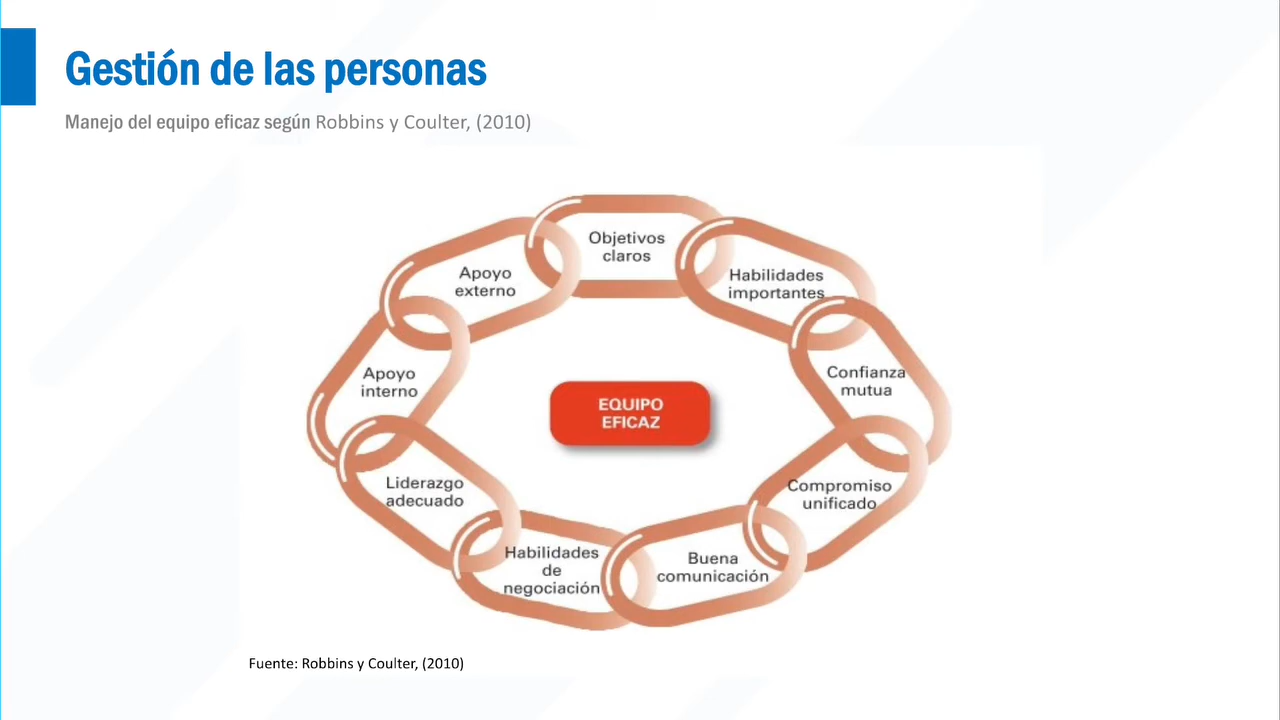 Gestión de las personas
Manejo del equipo eficaz según Robbins y Coulter, (2010)
Objetivos
claros
Habilidades
importantes
Confianza
mutua
Compromiso
unificado
Buena
comunicación
Habilidades
de
negociación
Liderazgo
adecuado
Apoyo
interno
Apoyo
externo
EQUIPO
EFICAZ
Fuente: Robbins y Coulter, (2010)